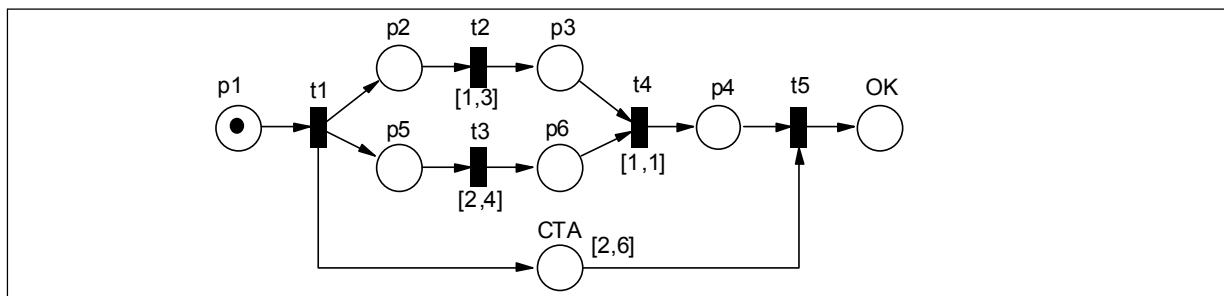 p1
t1
p2
t2
[1,3]
p3
p5
t3
[2,4]
p6
t4
[1,1]
p4
t5
OK
CTA
[2,6]